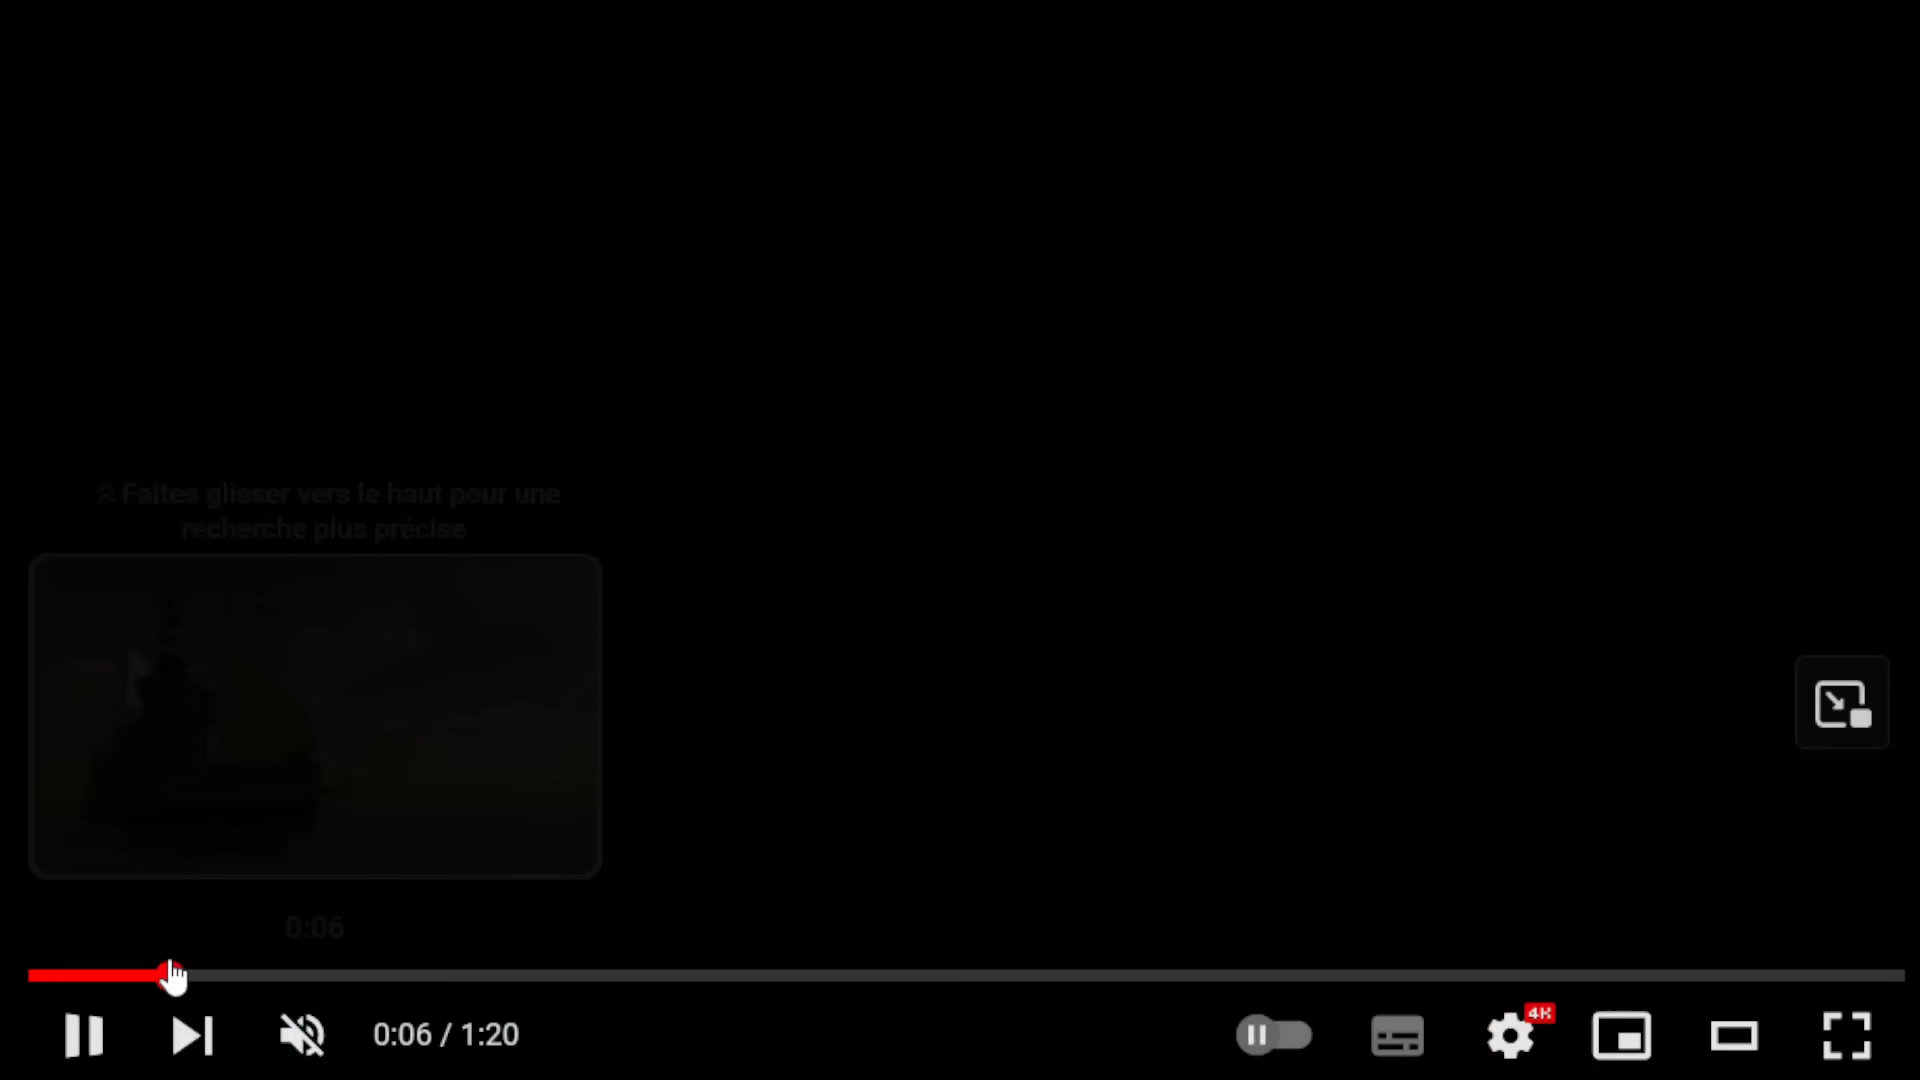 Faites glisser vers le haut pour une
recherche plus précise
0:06
0:06 / 1:20
4K